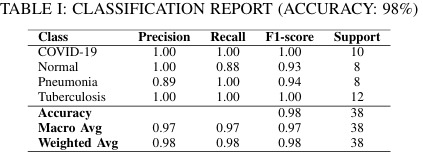 TABLE I: CLASSIFICATION REPORT (ACCURACY: 98%)
Class Precision Recall F1-score Support
COVID-19 1.00 1.00 1.00 10
Normal 1.00 0.88 0.93 8
Pneumonia 0.89 1.00 0.94 8
Tuberculosis 1.00 1.00 1.00 12
Accuracy 0.98 38
Macro Avg 0.97 0.97 0.97 38
Weighted Avg 0.98 0.98 0.98 38